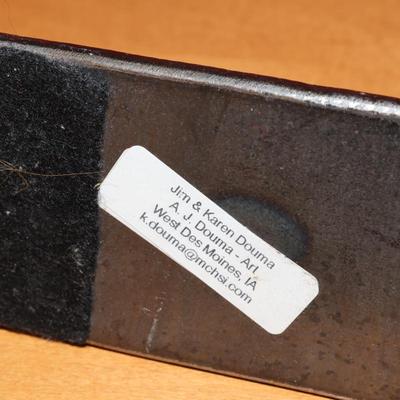 Jim & Karen Douma
A. J. Douma - Art
West Des Moines, IA
k.douma@mchsi.com